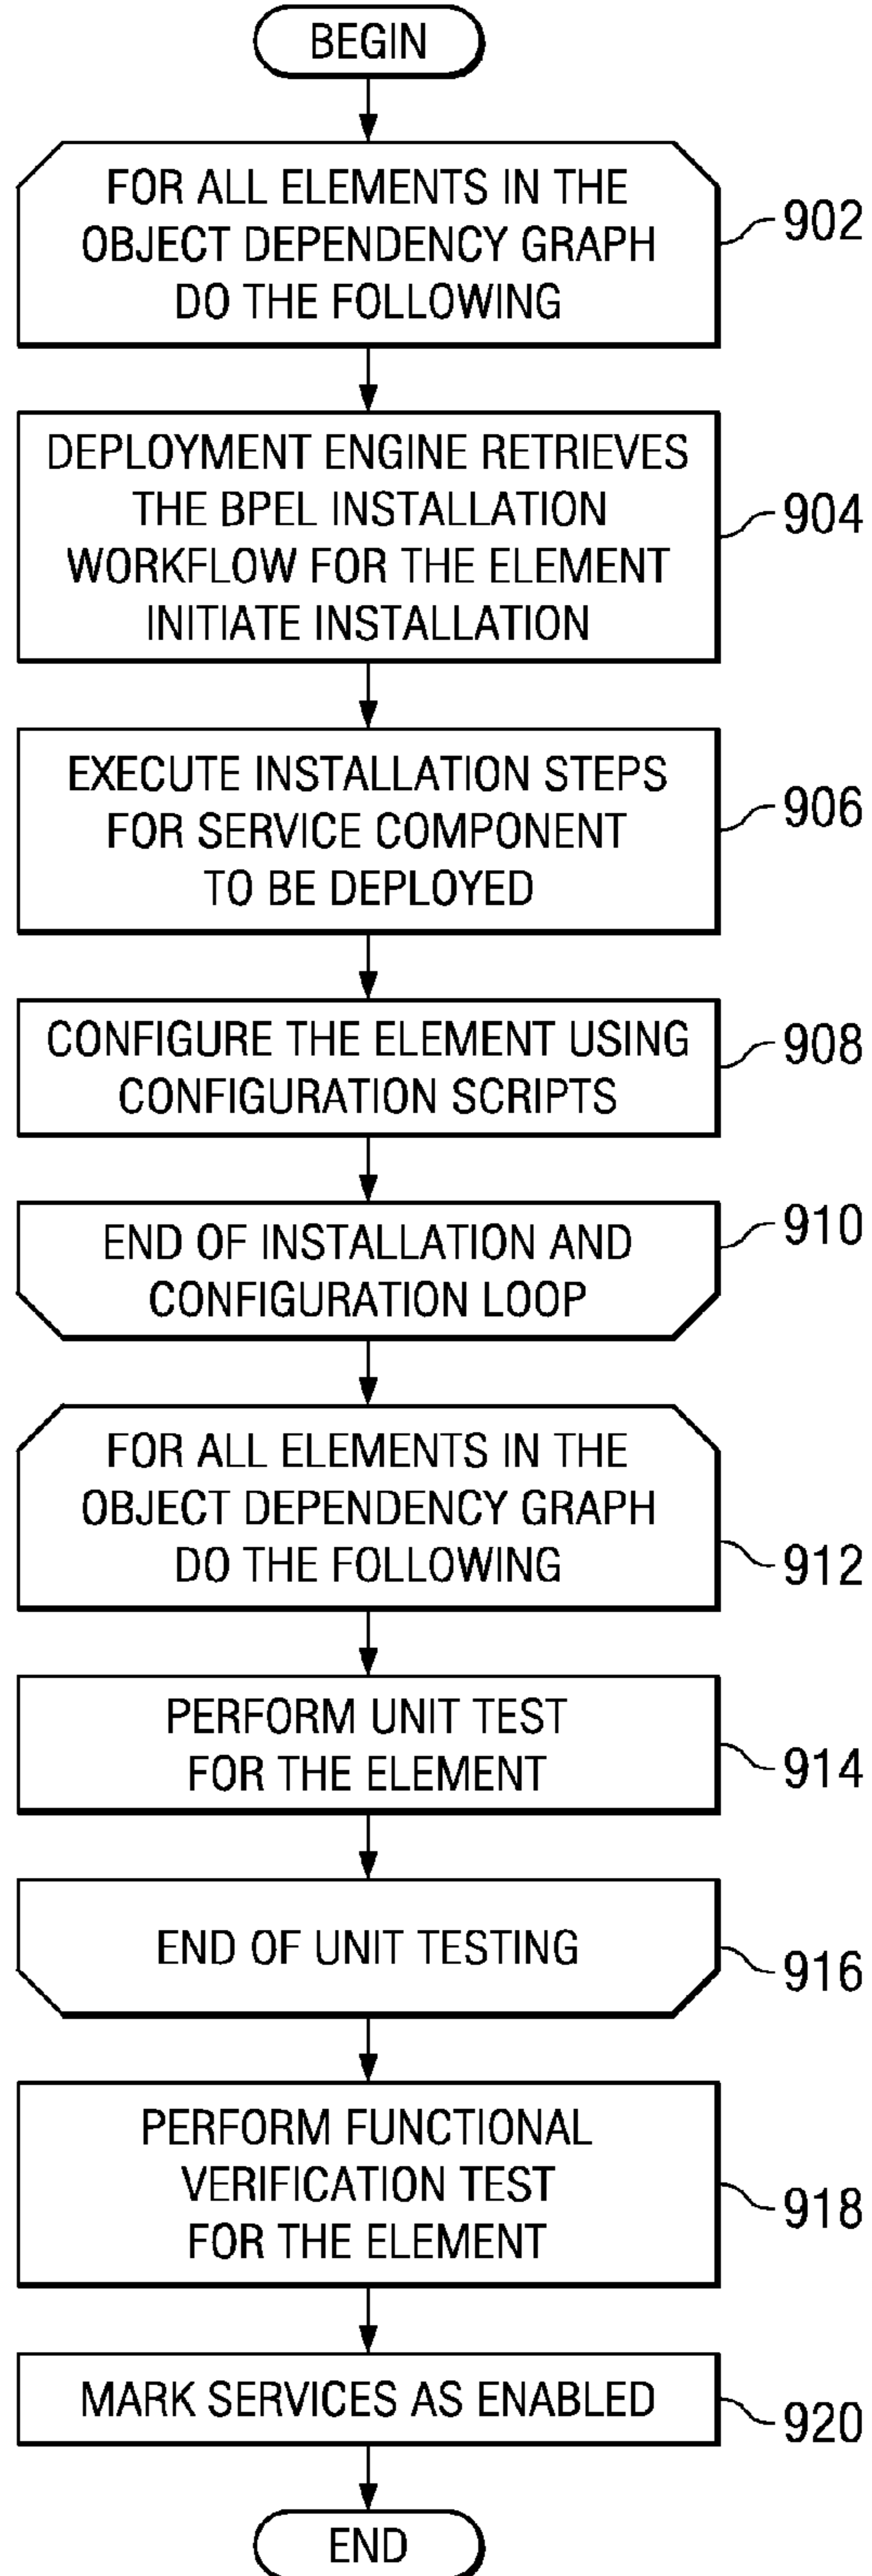 BEGIN
FOR ALL ELEMENTS IN THE
OBJECT DEPENDENCY GRAPH
DO THE FOLLOWING
902
DEPLOYMENT ENGINE RETRIEVES
THE BPEL INSTALLATION
WORKFLOW FOR THE ELEMENT
INITIATE INSTALLATION
904
EXECUTE INSTALLATION STEPS
FOR SERVICE COMPONENT
TO BE DEPLOYED
906
CONFIGURE THE ELEMENT USING
CONFIGURATION SCRIPTS
908
END OF INSTALLATION AND
CONFIGURATION LOOP
910
FOR ALL ELEMENTS IN THE
OBJECT DEPENDENCY GRAPH
DO THE FOLLOWING
912
PERFORM UNIT TEST
FOR THE ELEMENT
914
END OF UNIT TESTING
916
PERFORM FUNCTIONAL
VERIFICATION TEST
FOR THE ELEMENT
918
MARK SERVICES AS ENABLED
920
END